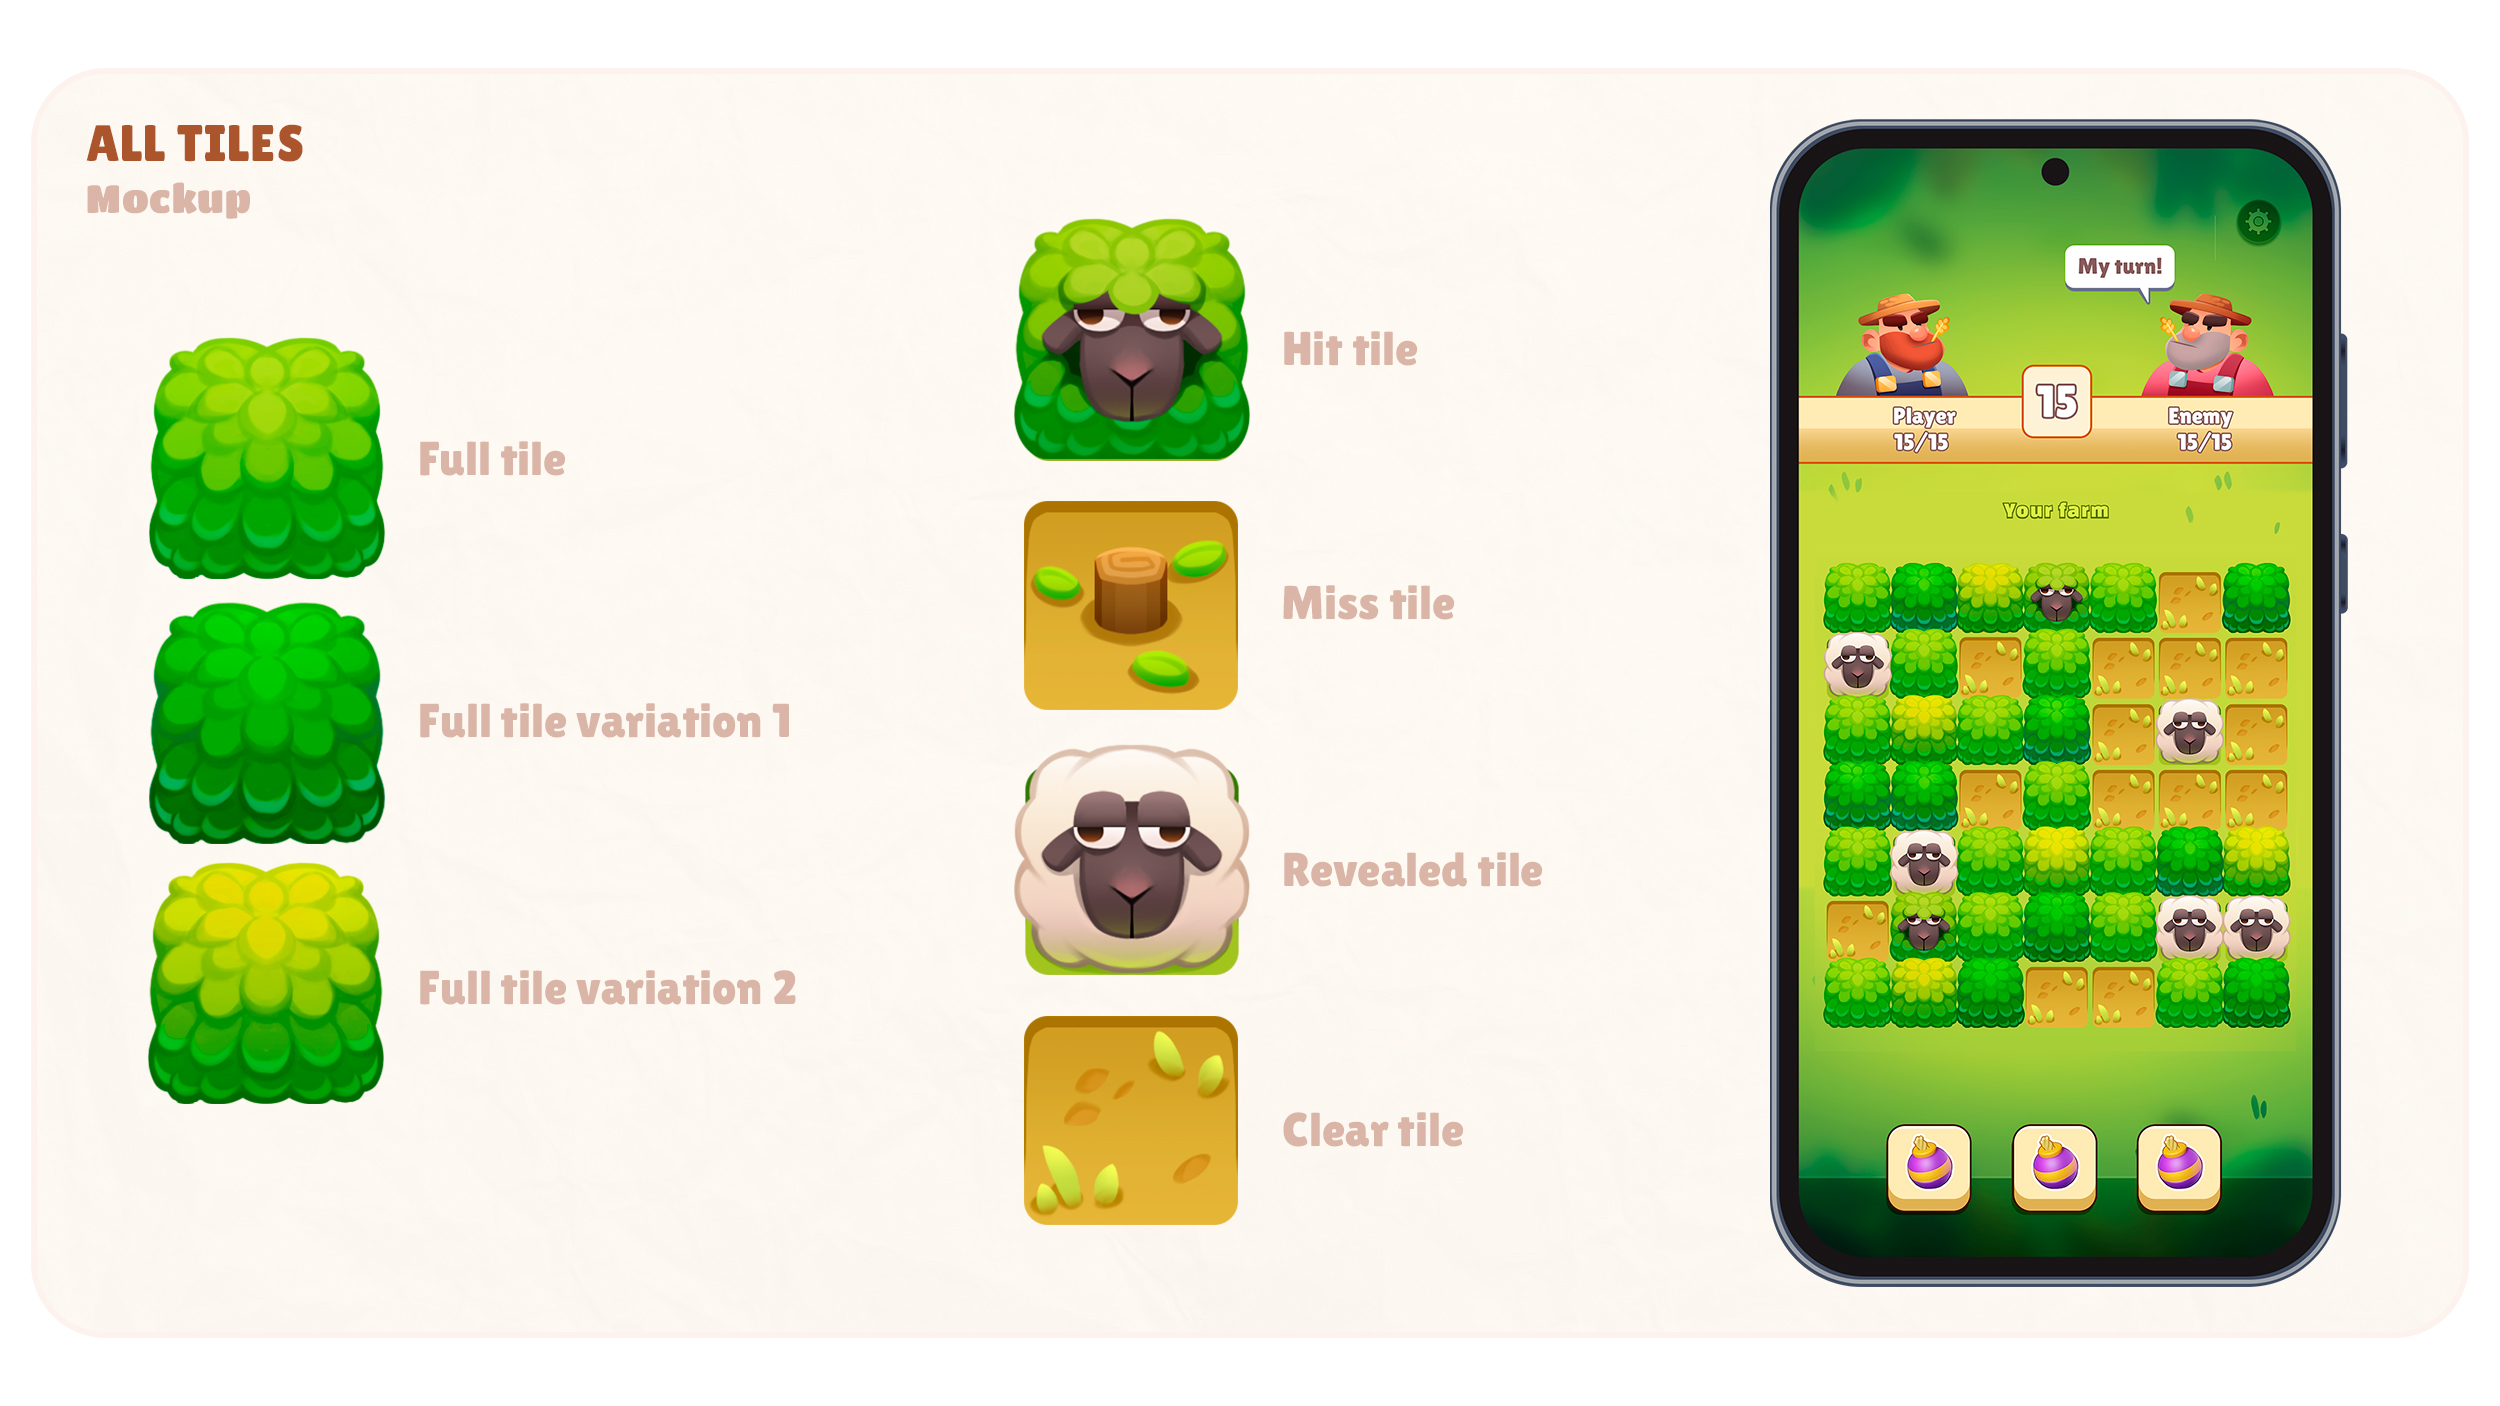 ALL TILES
Mockup
Full tile
Full tile variation 1
Full tile variation 2
Hit tile
Miss tile
Revealed tile
Clear tile
My turn!
15
Player
15/15
Enemy
15/15
Your farm